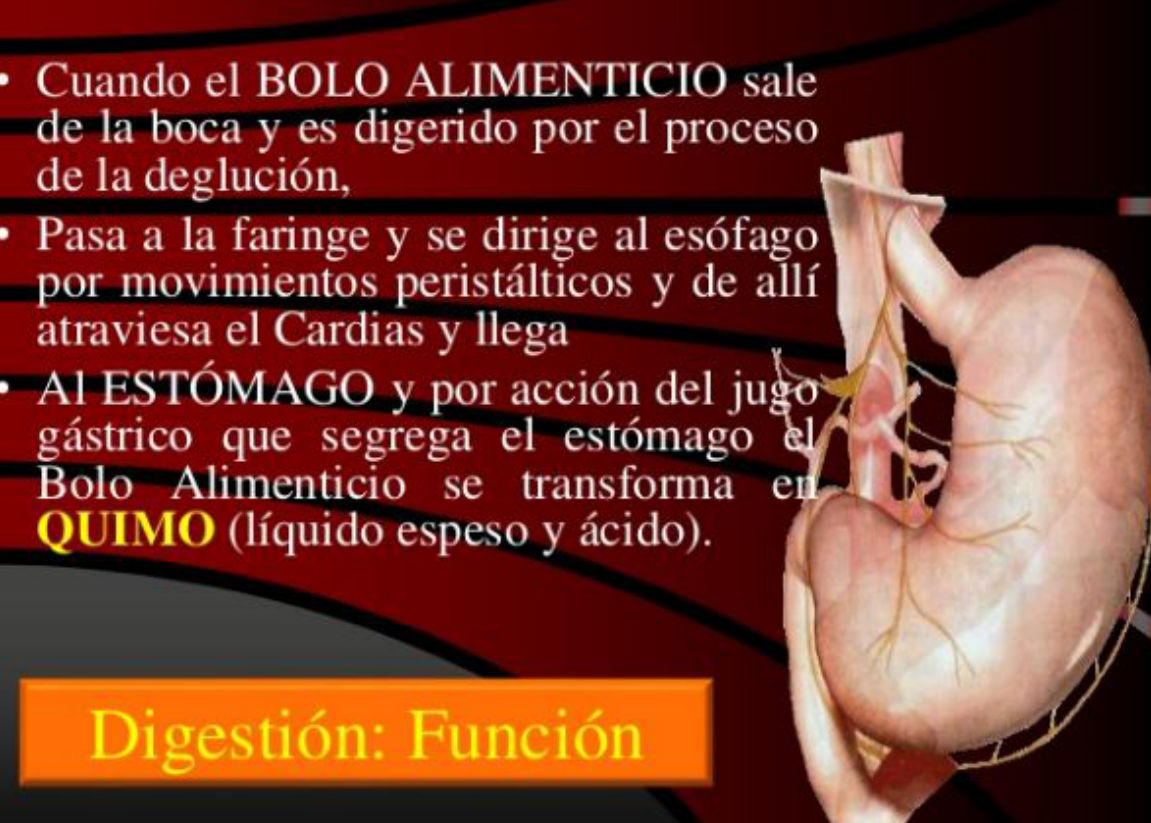 • Cuando el BOLO ALIMENTICIO sale
de la boca y es digerido por el proceso
de la deglución,
• Pasa a la faringe y se dirige al esófago
por movimientos peristálticos y de allí
atraviesa el Cardias y llega
• Al ESTÓMAGO y por acción del jugo
gástrico que segrega el estómago el
Bolo Alimenticio se transforma en
QUIMO (líquido espeso y ácido).
Digestión: Función